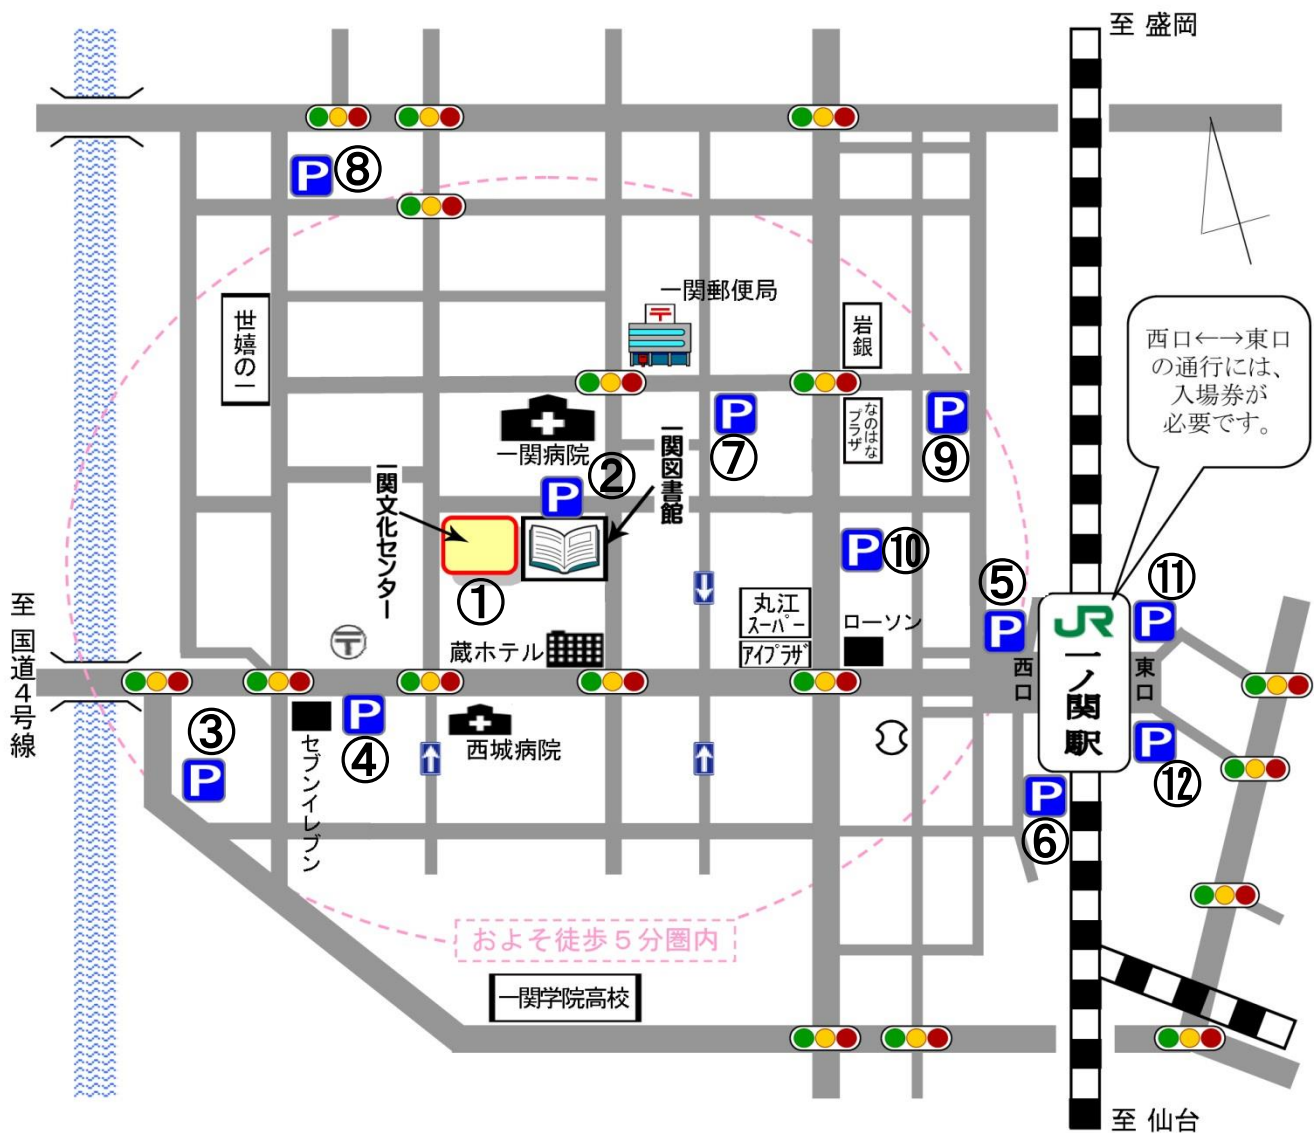 至 盛岡
P
⑧
一関郵便局
〒
岩銀
世嬉の一
西口←→東口
の通行には、
入場券が
必要です。
P
⑦
なのはな
プラザ
P
⑨
一関病院
②
P
一関図書館
一関文化センター
①
P
⑩
⑤
P
⑪
P
至 国道4号線
〒
蔵ホテル
丸江
スーパー
アイプラザ
ローソン
西口
JR
一ノ関駅
東口
③
P
セブンイレブン
P
④
西城病院
P
⑥
P
⑫
およそ徒歩5分圏内
一関学院高校
至 仙台